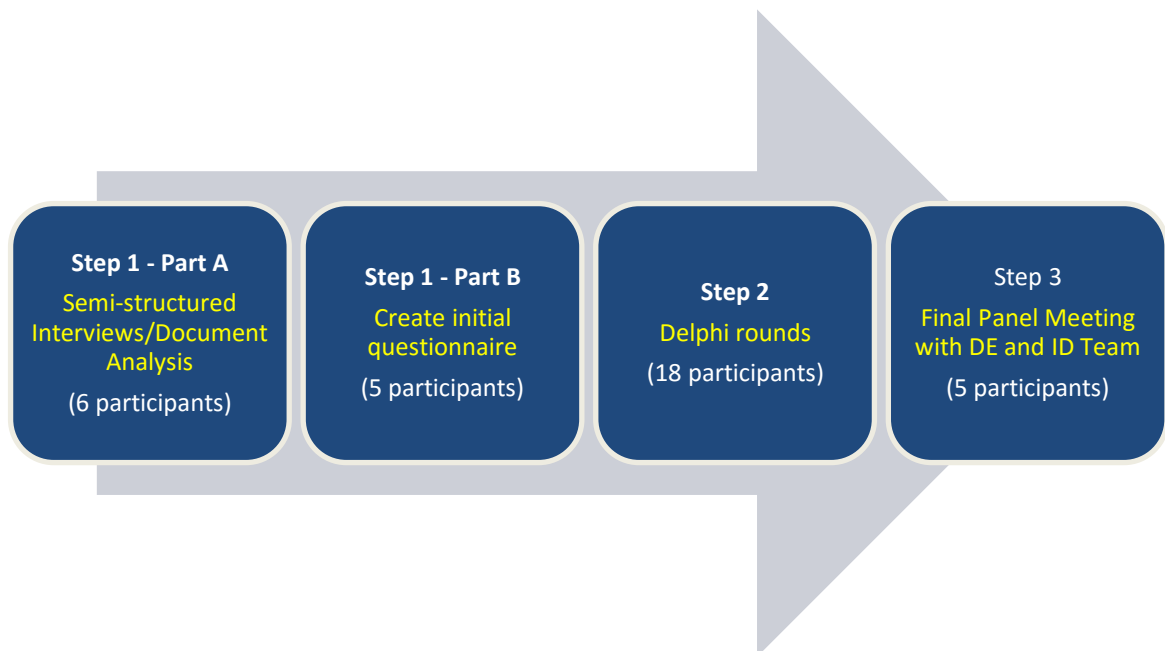 Step 1 - Part A
Semi-structured
Interviews/Document
Analysis
(6 participants)
Step 1 - Part B
Create initial
questionnaire
(5 participants)
Step 2
Delphi rounds
(18 participants)
Step 3
Final Panel Meeting
with DE and ID Team
(5 participants)